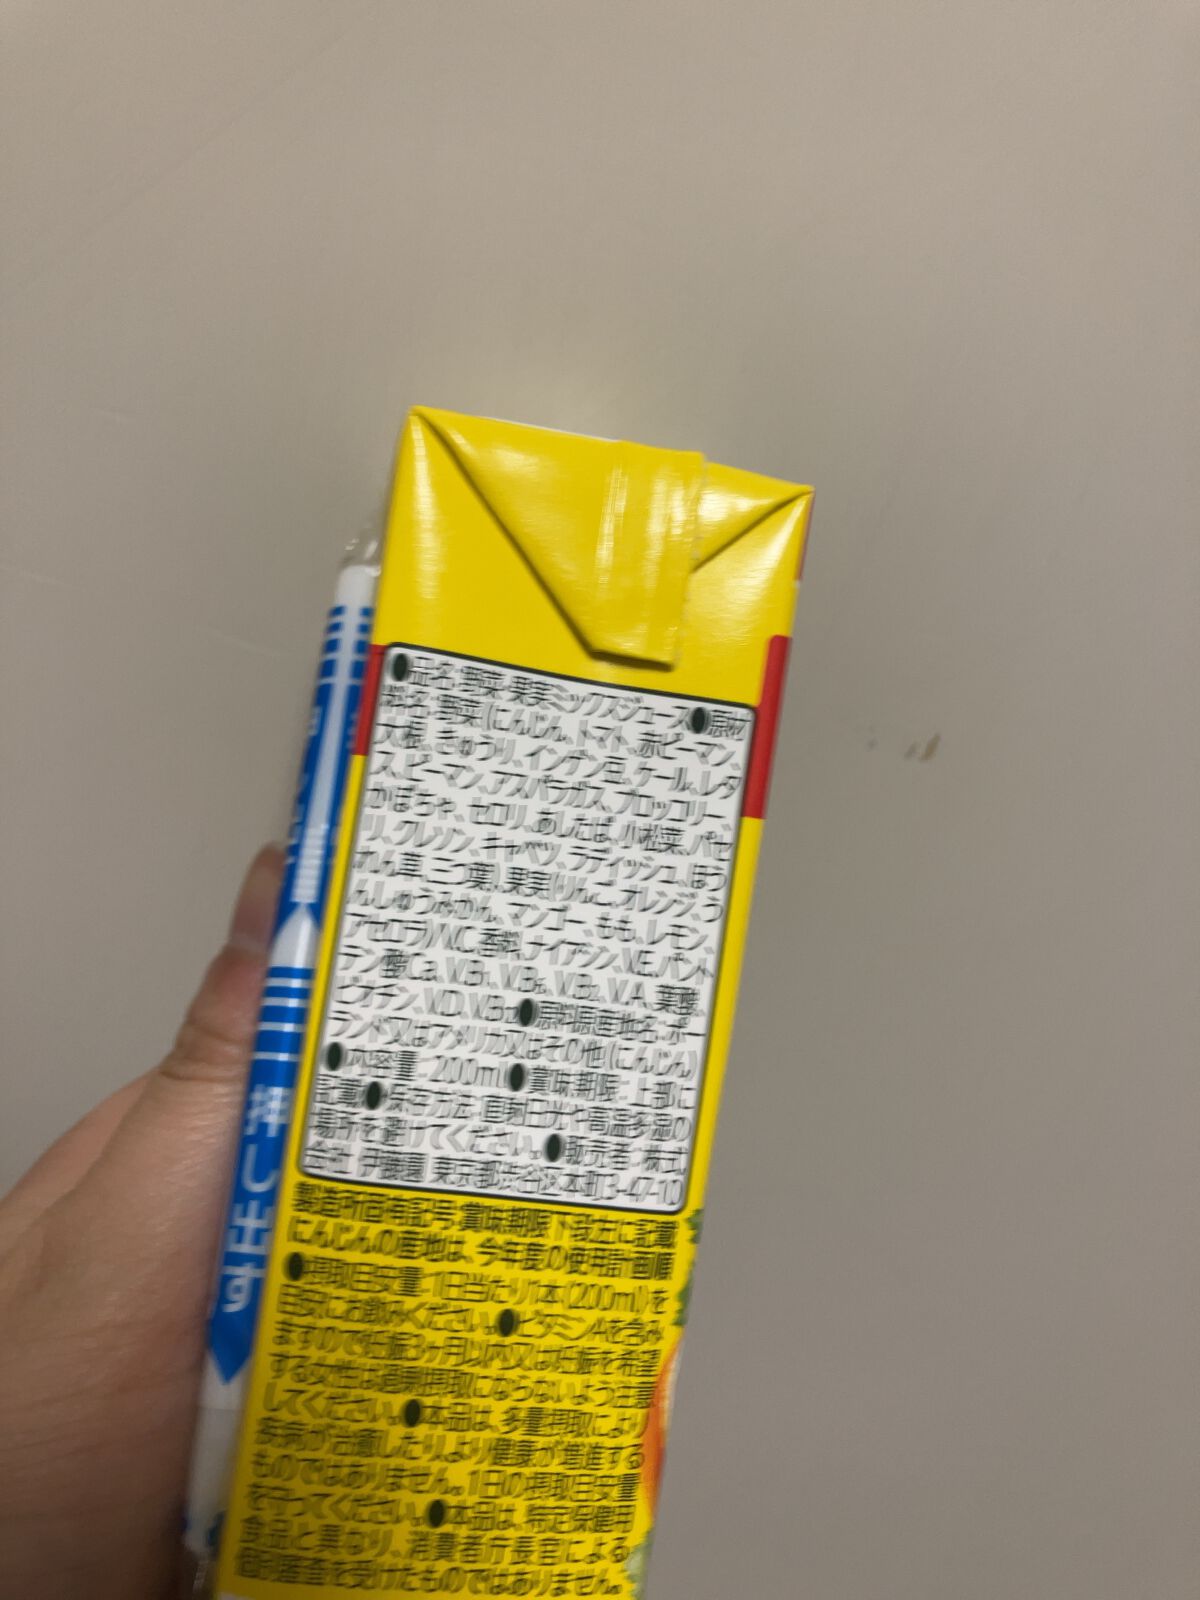 ●品名:野菜・果実ミックスジュース●原材
料名:野菜(にんじん、トマト、赤ピーマン、
大根、きゅうり、インゲン豆、ケール、レタ
ス、ピーマン、アスパラガス、ブロッコリー、
かぼちゃ、セロリ、あしたば、小松菜、パセ
リ、クレソン、キャベツ、ラディッシュ、ほう
れん草、三つ葉)、果実(りんご、オレンジ、う
んしゅうみかん、マンゴー、もも、レモン、
アセロラ)/V.C、香料、ナイアシン、V.E、パント
テン酸Ca、V.B1、V.B6、V.B2、V.A、葉酸、
ビオチン、V.D、V.B12●原料原産地名:ポー
ランド又はアメリカ又はその他(にんじん)
●内容量:200ml●賞味期限:上部に
記載●保存方法:直射日光や高温多湿の
場所を避けてください。●販売者:株式
会社 伊藤園 東京都渋谷区本町3-47-10
製造所固有記号:賞味期限下段左に記載
にんじんの産地は、今年度の使用計画順
●摂取目安量:1日当たり1本(200ml)を
目安にお飲みください。●ビタミンAを含み
ますので妊娠3ヶ月以内又は妊娠を希望
する女性は過剰摂取にならないよう注意
してください。●本品は、多量摂取により
疾病が治癒したり、より健康が増進する
ものではありません。1日の摂取目安量
を守ってください。●本品は、特定保健用
食品と異なり、消費者庁長官による
個別審査を受けたものではありません。
押し出す